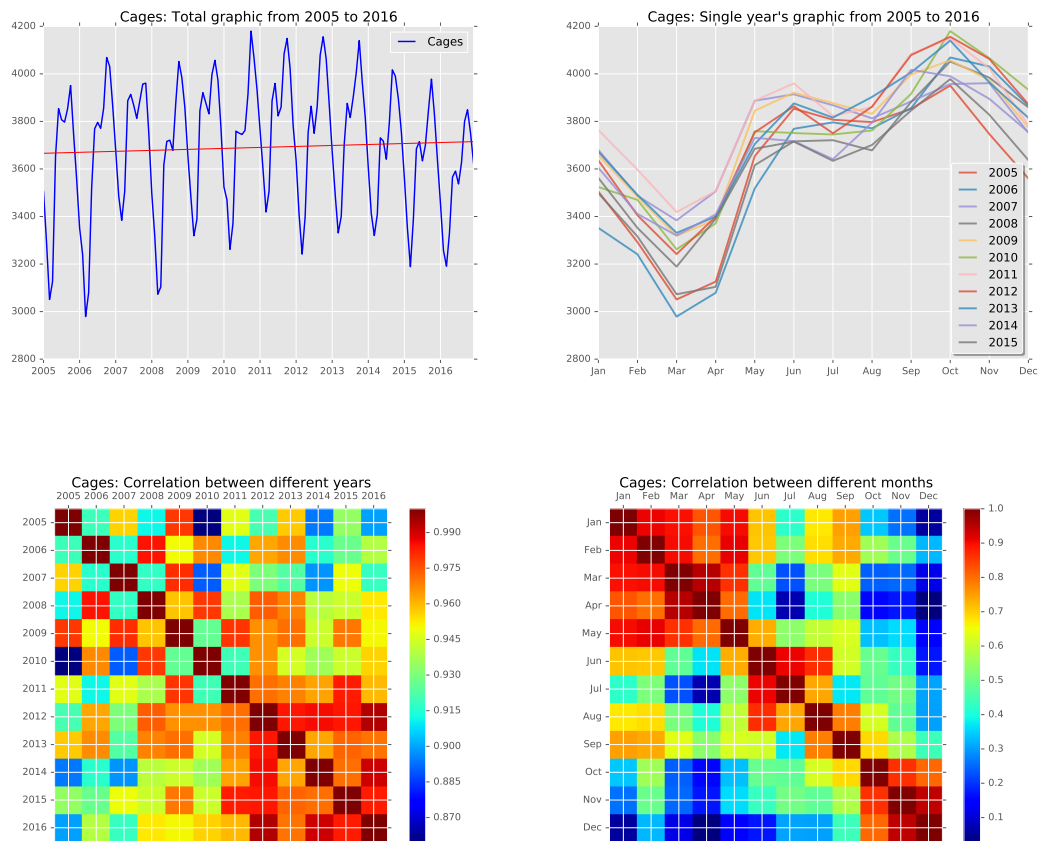 Cages: Total graphic from 2005 to 2016
4200
4000
3800
3600
3400
3200
3000
2800
2005 2006 2007 2008 2009 2010 2011 2012 2013 2014 2015 2016
Cages
Cages: Single year's graphic from 2005 to 2016
4200
4000
3800
3600
3400
3200
3000
2800
Jan Feb Mar Apr May Jun Jul Aug Sep Oct Nov Dec
2005
2006
2007
2008
2009
2010
2011
2012
2013
2014
2015
Cages: Correlation between different years
2005 2006 2007 2008 2009 2010 2011 2012 2013 2014 2015 2016
2005
2006
2007
2008
2009
2010
2011
2012
2013
2014
2015
2016
0.990
0.975
0.960
0.945
0.930
0.915
0.900
0.885
0.870
Cages: Correlation between different months
Jan Feb Mar Apr May Jun Jul Aug Sep Oct Nov Dec
Jan
Feb
Mar
Apr
May
Jun
Jul
Aug
Sep
Oct
Nov
Dec
1.0
0.9
0.8
0.7
0.6
0.5
0.4
0.3
0.2
0.1